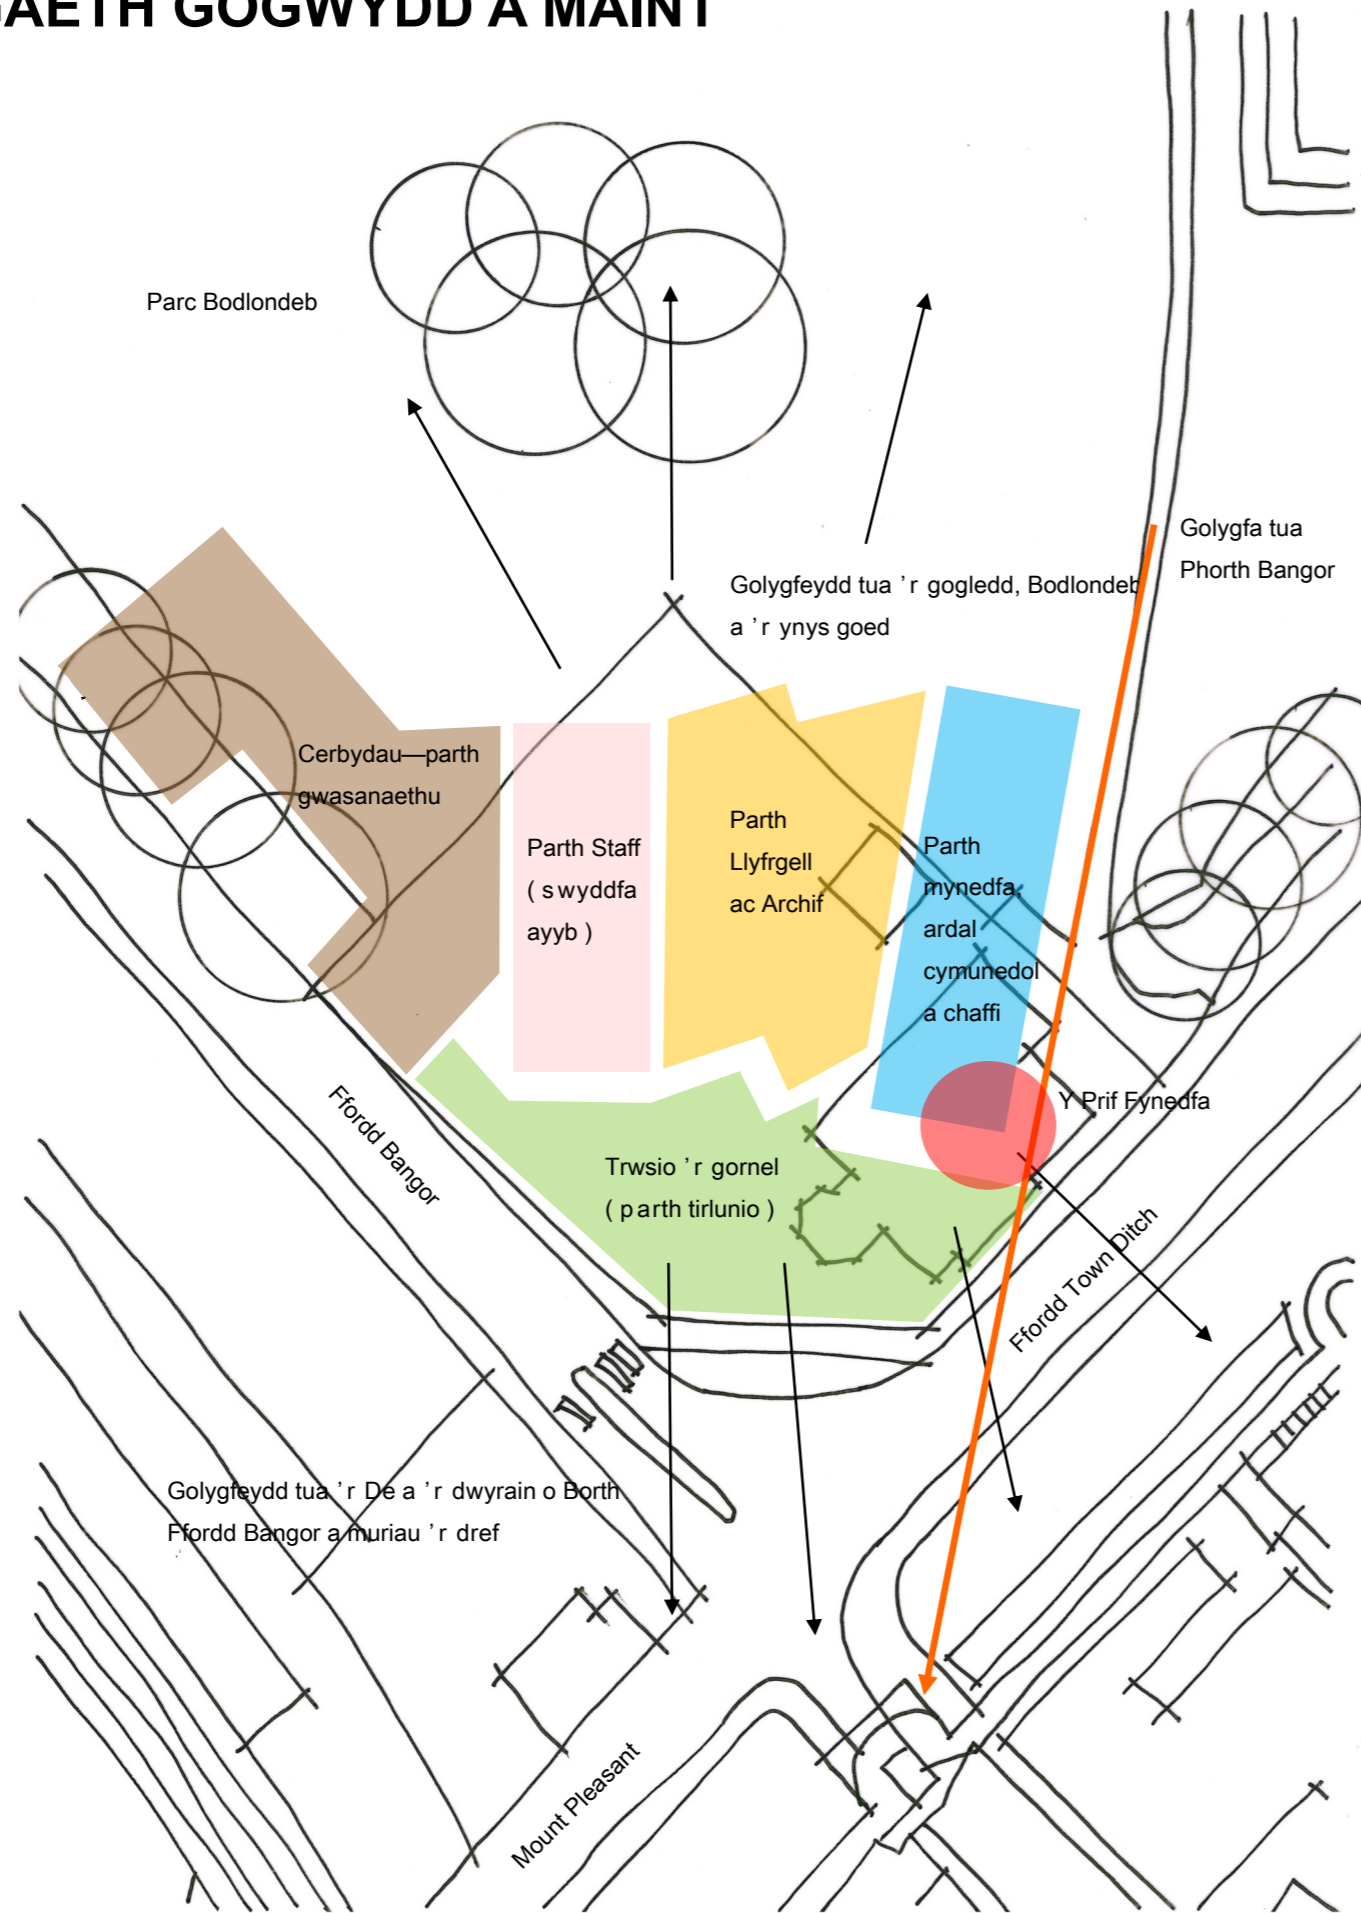 GOGWYDD A MAINT
Parc Bodlondeb
Golygfa tua
Phorth Bangor
Golygfeydd tua 'r gogledd, Bodlondeb
a 'r ynys goed
Cerbydau—parth
gwasanaethu
Parth Staff
( swyddfa
ayyb )
Parth
Llyfrgell
ac Archif
Parth
mynedfa,
ardal
cymunedol
a chaffi
Y Prif Fynedfa
Ffordd Bangor
Trwsio 'r gornel
( parth tirlunio )
Ffordd Town Ditch
Golygfeydd tua 'r De a 'r dwyrain o Borth
Ffordd Bangor a muriau 'r dref
Mount Pleasant